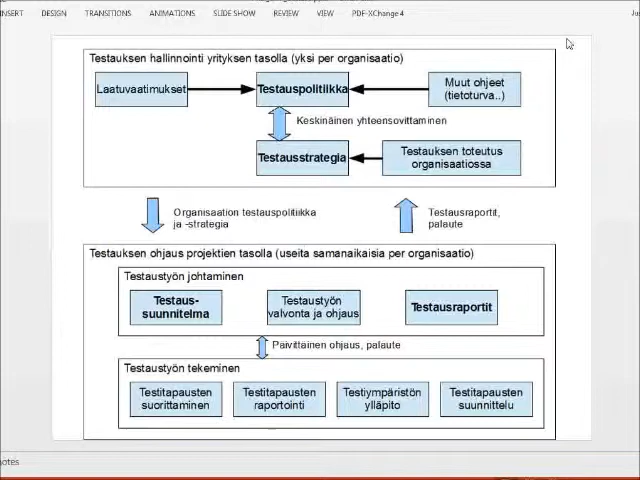 INSERT DESIGN TRANSITIONS ANIMATIONS SLIDE SHOW REVIEW VIEW PDF-XChange 4
Testauksen hallinnointi yrityksen tasolla (yksi per organisaatio)
Laatuvaatimukset
Testauspolitiikka
Muut ohjeet
(tietoturva..)
Keskinäinen yhteensovittaminen
Testausstrategia
Testauksen toteutus
organisaatiossa
Organisaation testauspolitiikka
ja -strategia
Testausraportit,
palaute
Testauksen ohjaus projektien tasolla (useita samanaikaisia per organisaatio)
Testaustyön johtaminen
Testaus-
suunnitelma
Testaustyön
valvonta ja ohjaus
Testausraportit
Päivittäinen ohjaus, palaute
Testaustyön tekeminen
Testitapausten
suorittaminen
Testitapausten
raportointi
Testiympäristön
ylläpito
Testitapausten
suunnittelu